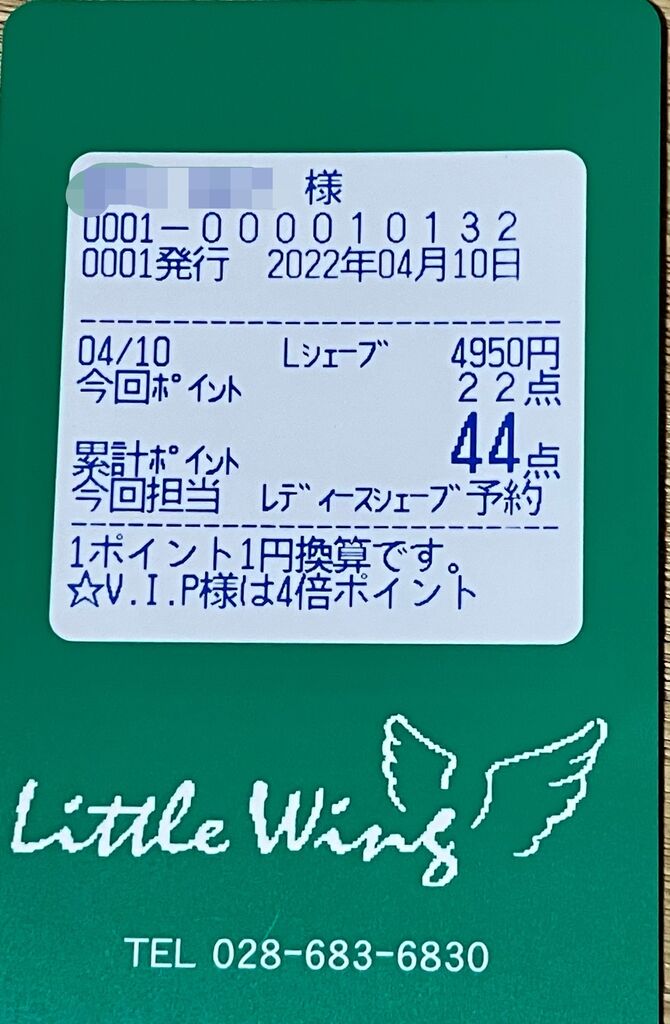 様
0001－０００010132
0001発行 2022年04月10日
04/10 Lｼｪｰﾌﾞ 4950円
今回ﾎﾟｲﾝﾄ 22点
累計ﾎﾟｲﾝﾄ 44点
今回担当 ﾚﾃﾞｨｰｽｼｪｰﾌﾞ予約
1ポイント1円換算です。
☆V.I.P様は4倍ポイント
Little Wing
TEL 028-683-6830